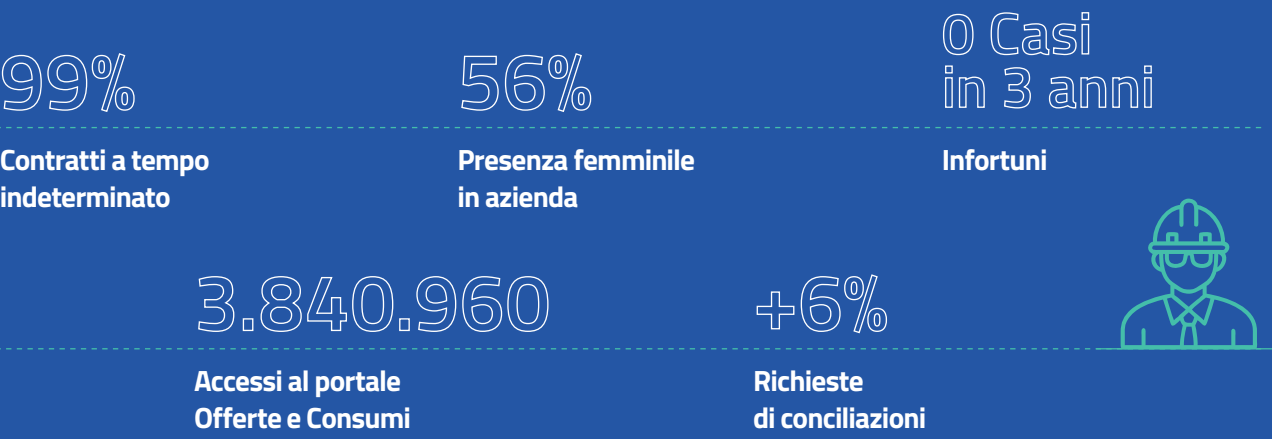 99%
Contratti a tempo
indeterminato
56%
Presenza femminile
in azienda
0 Casi
in 3 anni
Infortuni
3.840.960
Accessi al portale
Offerte e Consumi
+6%
Richieste
di conciliazioni